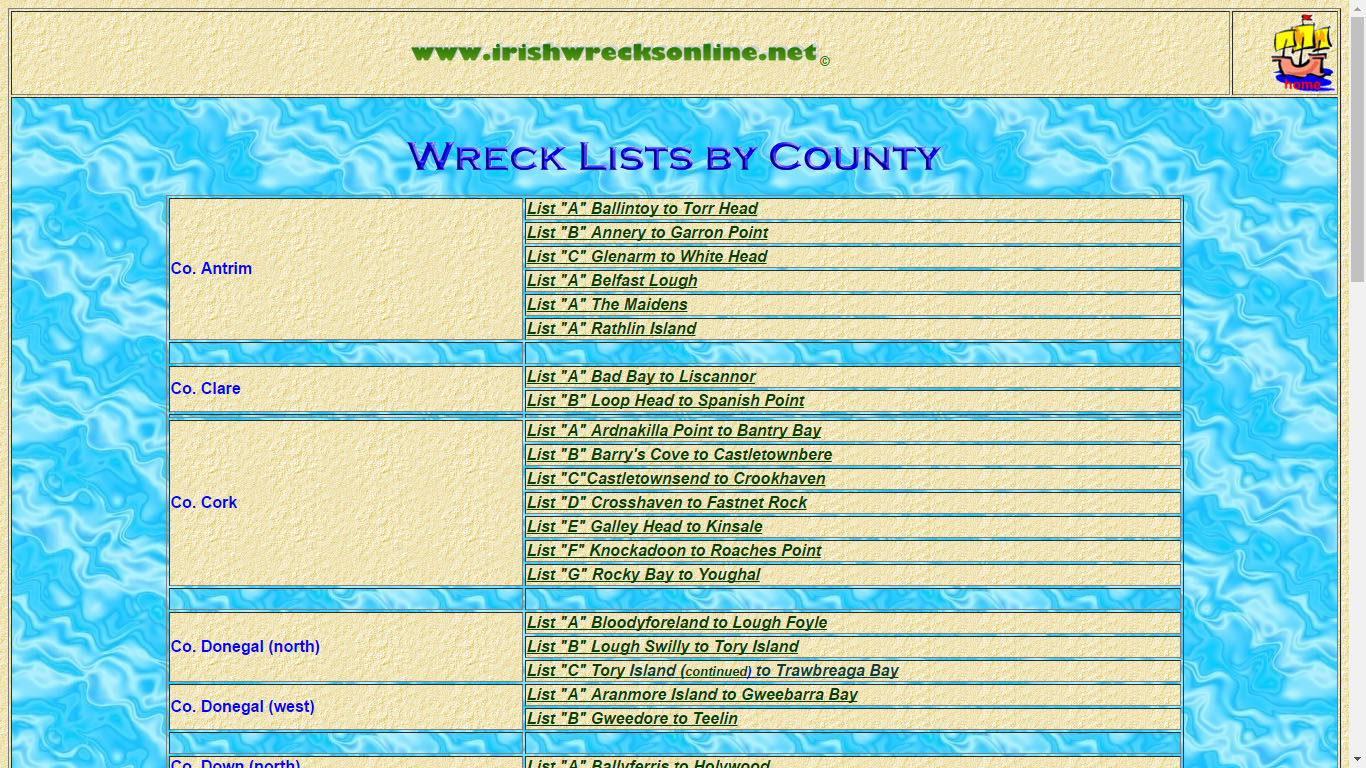 www.irishwrecksonline.net©
home
Wreck Lists by County
Co. Antrim
List "A" Ballintoy to Torr Head
List "B" Annery to Garron Point
List "C" Glenarm to White Head
List "A" Belfast Lough
List "A" The Maidens
List "A" Rathlin Island
Co. Clare
List "A" Bad Bay to Liscannor
List "B" Loop Head to Spanish Point
Co. Cork
List "A" Ardnakilla Point to Bantry Bay
List "B" Barry's Cove to Castletownbere
List "C"Castletownsend to Crookhaven
List "D" Crosshaven to Fastnet Rock
List "E" Galley Head to Kinsale
List "F" Knockadoon to Roaches Point
List "G" Rocky Bay to Youghal
Co. Donegal (north)
List "A" Bloodyforeland to Lough Foyle
List "B" Lough Swilly to Tory Island
List "C" Tory Island (continued) to Trawbreaga Bay
Co. Donegal (west)
List "A" Aranmore Island to Gweebarra Bay
List "B" Gweedore to Teelin
Co. Down (north)
List "A" Ballyferris to Holywood